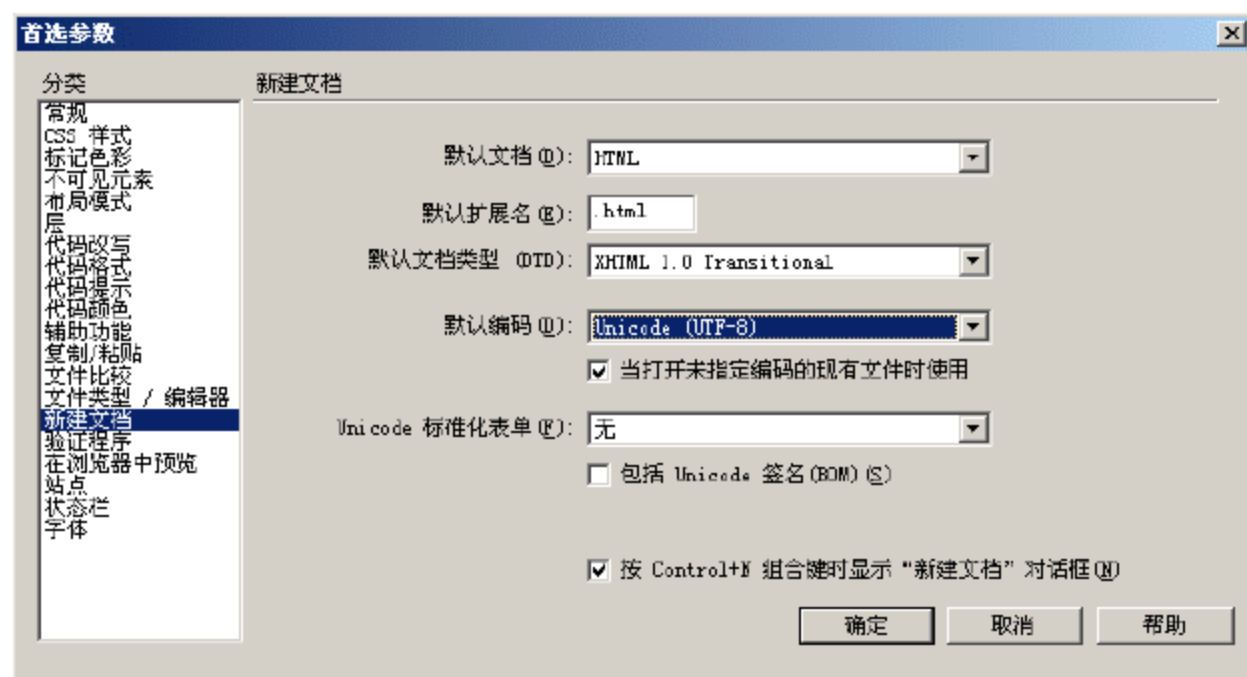 首选参数
分类
常规
CSS 样式
标记色彩
不可见元素
布局模式
层
代码改写
代码格式
代码提示
代码颜色
辅助功能
复制/粘贴
文件比较
文件类型 / 编辑器
新建文档
验证程序
在浏览器中预览
站点
状态栏
字体
新建文档
默认文档(D): HTML
默认扩展名(E): .html
默认文档类型 (DTD): XHTML 1.0 Transitional
默认编码(D): Unicode (UTF-8)
当打开未指定编码的现有文件时使用
Unicode 标准化表单(F): 无
包括 Unicode 签名(BOM)(S)
按 Control+N 组合键时显示“新建文档”对话框(N)
确定 取消 帮助